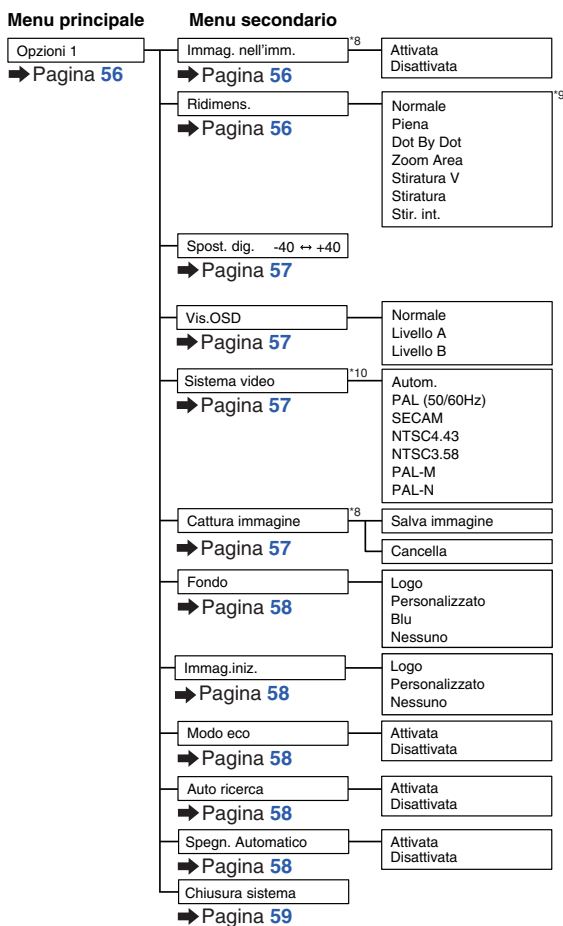 Menu principale
Menu secondario
Opzioni 1
➡Pagina 56
Immag. nell'imm.
*8
➡Pagina 56
Attivata
Disattivata
Ridimens.
➡Pagina 56
*9
Normale
Piena
Dot By Dot
Zoom Area
Stiratura V
Stiratura
Stir. int.
Spost. dig. -40 ↔ +40
➡Pagina 57
Vis.OSD
➡Pagina 57
Normale
Livello A
Livello B
Sistema video
*10
➡Pagina 57
Autom.
PAL (50/60Hz)
SECAM
NTSC4.43
NTSC3.58
PAL-M
PAL-N
Cattura immagine
*8
➡Pagina 57
Salva immagine
Cancella
Fondo
➡Pagina 58
Logo
Personalizzato
Blu
Nessuno
Immag.iniz.
➡Pagina 58
Logo
Personalizzato
Nessuno
Modo eco
➡Pagina 58
Attivata
Disattivata
Auto ricerca
➡Pagina 58
Attivata
Disattivata
Spegn. Automatico
➡Pagina 58
Attivata
Disattivata
Chiusura sistema
➡Pagina 59